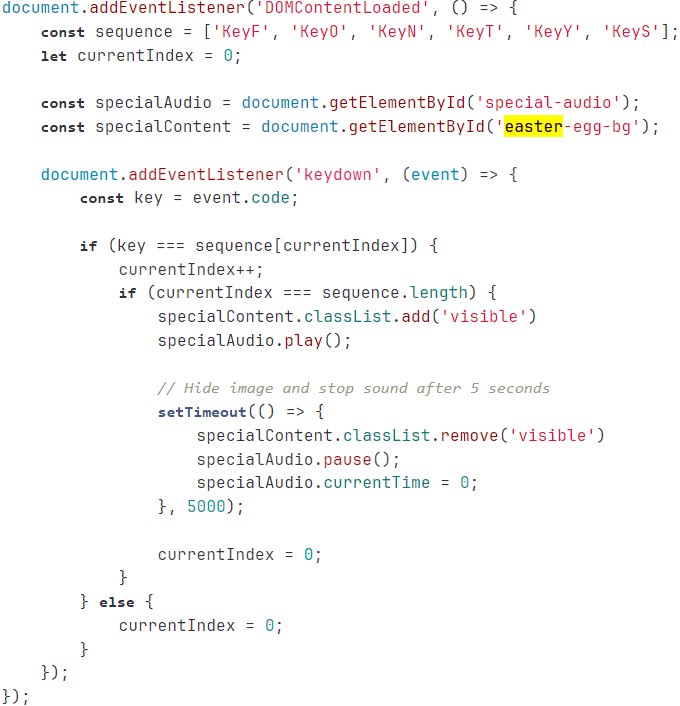 document.addEventListener('DOMContentLoaded', () => {
    const sequence = ['KeyF', 'KeyO', 'KeyN', 'KeyT', 'KeyY', 'KeyS'];
    let currentIndex = 0;

    const specialAudio = document.getElementById('special-audio');
    const specialContent = document.getElementById('easter-egg-bg');

    document.addEventListener('keydown', (event) => {
        const key = event.code;

        if (key === sequence[currentIndex]) {
            currentIndex++;
            if (currentIndex === sequence.length) {
                specialContent.classList.add('visible')
                specialAudio.play();

                // Hide image and stop sound after 5 seconds
                setTimeout(() => {
                    specialContent.classList.remove('visible')
                    specialAudio.pause();
                    specialAudio.currentTime = 0;
                }, 5000);

                currentIndex = 0;
            }
        } else {
            currentIndex = 0;
        }
    });
});